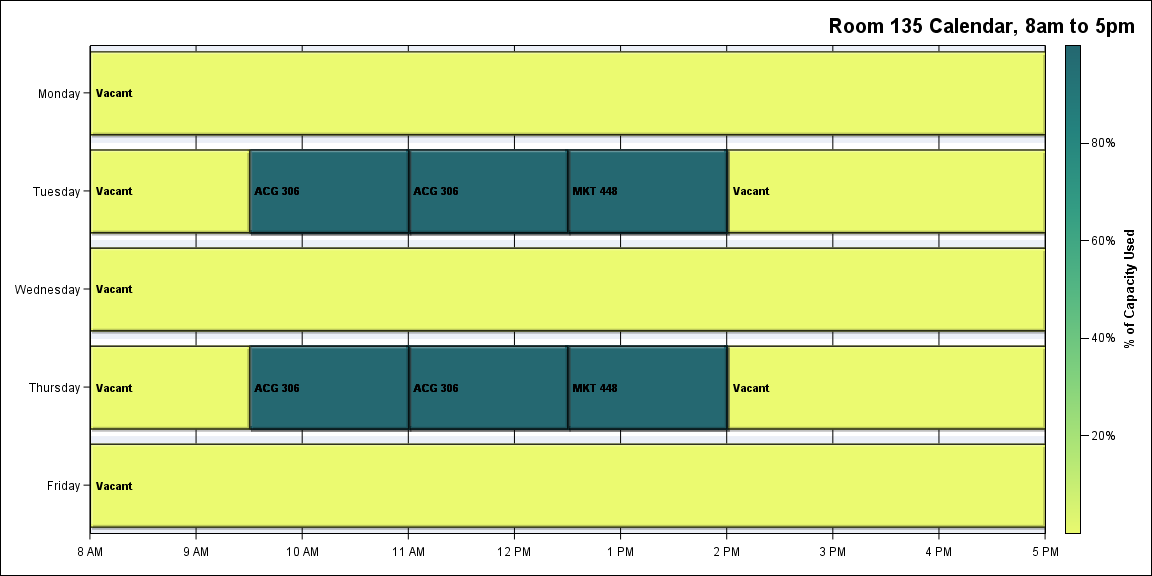 Room 135 Calendar, 8am to 5pm
Monday
Vacant
Tuesday
Vacant
ACG 306
ACG 306
MKT 448
Vacant
Wednesday
Vacant
Thursday
Vacant
ACG 306
ACG 306
MKT 448
Vacant
Friday
Vacant
8 AM
9 AM
10 AM
11 AM
12 PM
1 PM
2 PM
3 PM
4 PM
5 PM
80%
60%
40%
20%
% of Capacity Used